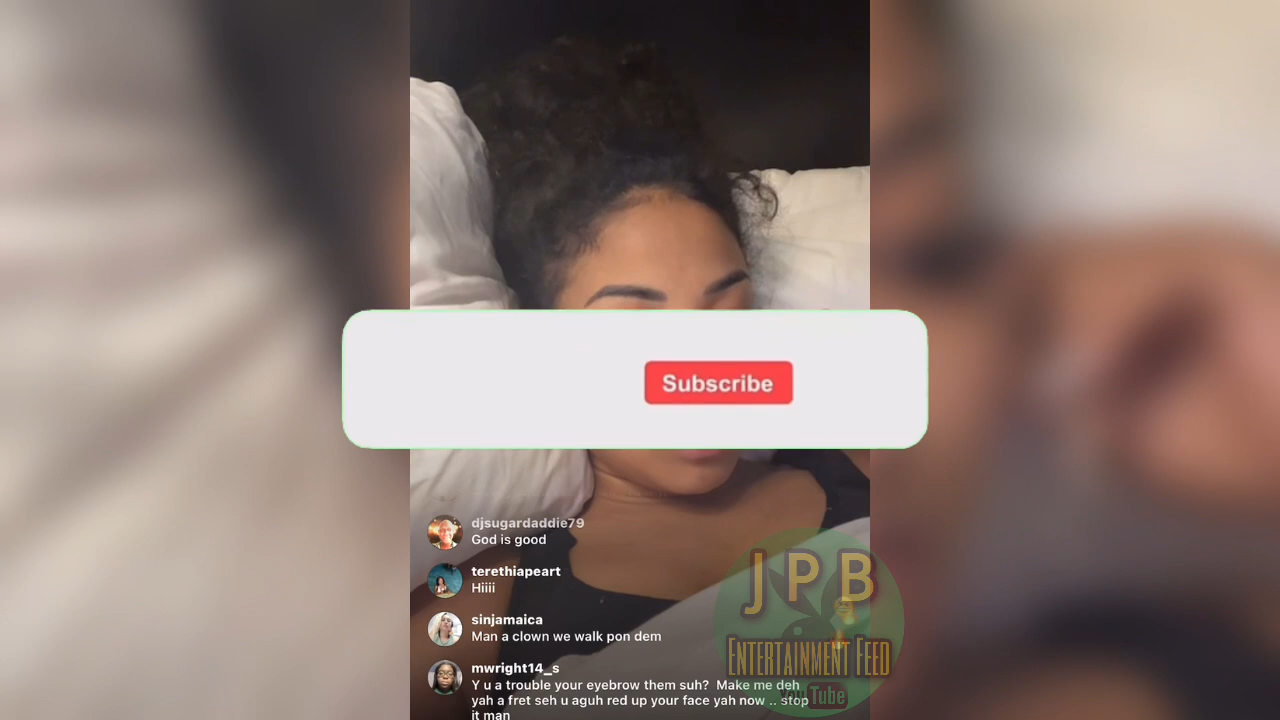 Subscribe
djsugardaddie79
God is good
terethiapeart
Hiiii
sinjamaica
Man a clown we walk pon dem
mwright14_s
Y u a trouble your eyebrow them suh?  Make me deh
yah a fret seh u aguh red up your face yah now .. stop
it man
JPB
ENTERTAINMENT FEED
YouTube